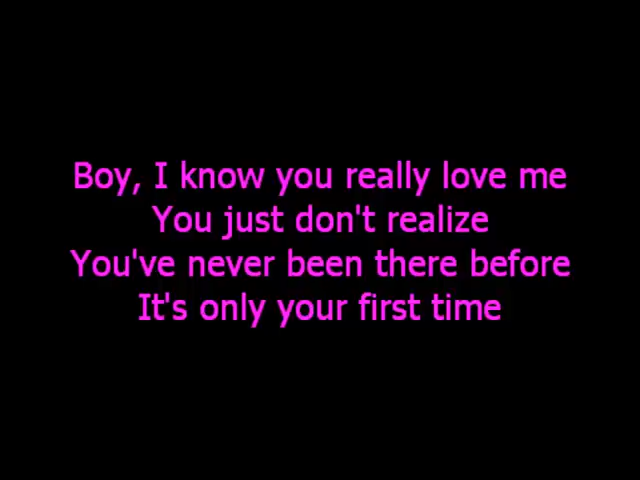 Boy, I know you really love me
You just don't realize
You've never been there before
It's only your first time